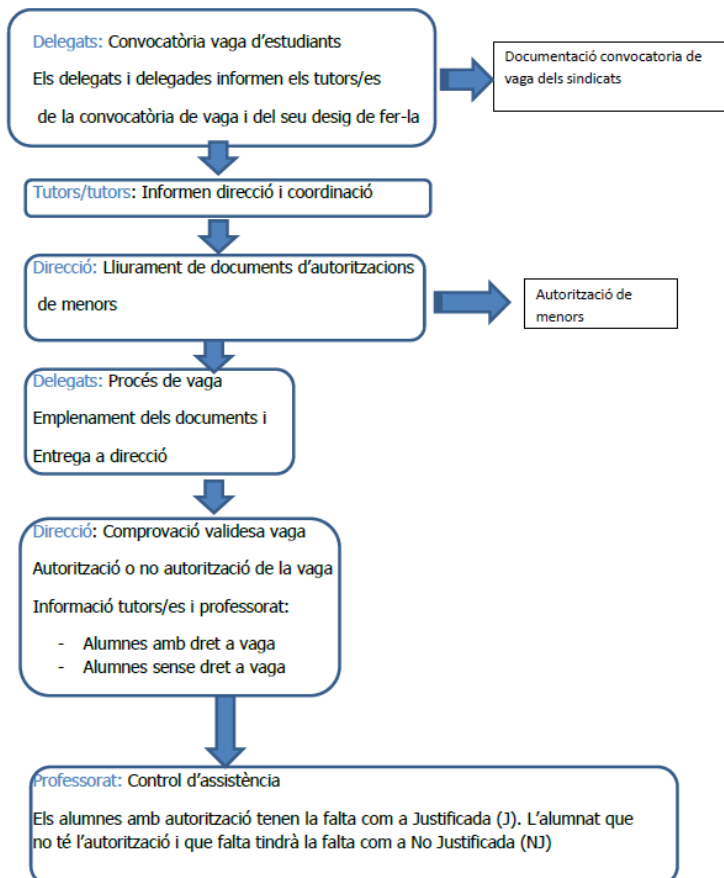 Delegats: Convocatòria vaga d'estudiants
Els delegats i delegades informen els tutors/es
de la convocatòria de vaga i del seu desig de fer-la
Documentació convocatoria de
vaga dels sindicats
Tutors/tutors: Informen direcció i coordinació
Direcció: Lliurament de documents d'autoritzacions
de menors
Autorització de
menors
Delegats: Procés de vaga
Emplenament dels documents i
Entrega a direcció
Direcció: Comprovació validesa vaga
Autorització o no autorització de la vaga
Informació tutors/es i professorat:
- Alumnes amb dret a vaga
- Alumnes sense dret a vaga
Professorat: Control d'assistència
Els alumnes amb autorització tenen la falta com a Justificada (J). L'alumnat que
no té l'autorització i que falta tindrà la falta com a No Justificada (NJ)